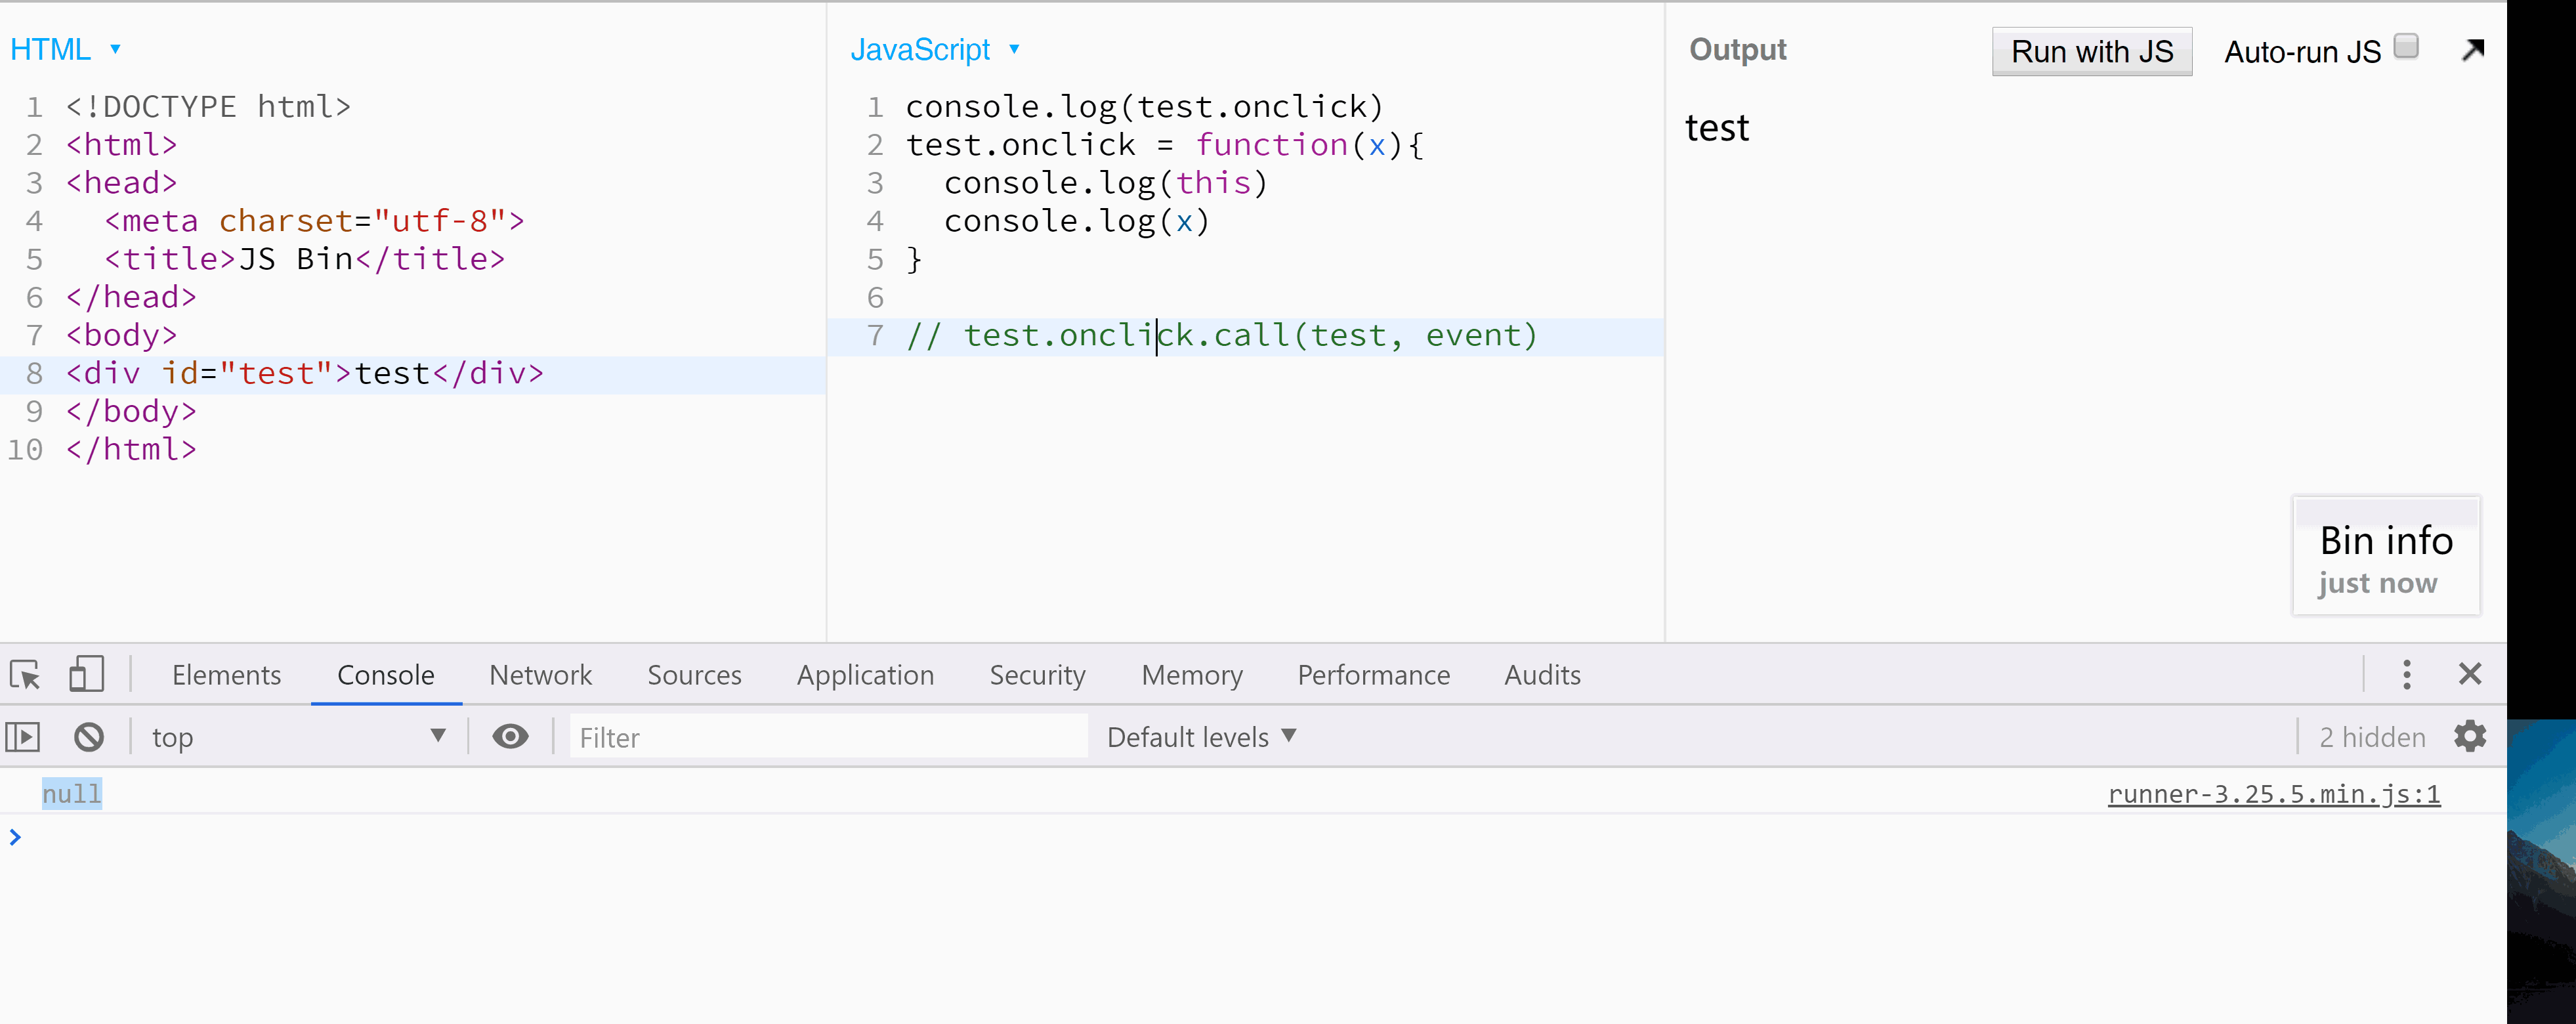 HTML ▼
1 <!DOCTYPE html>
2 <html>
3 <head>
4   <meta charset="utf-8">
5   <title>JS Bin</title>
6 </head>
7 <body>
8 <div id="test">test</div>
9 </body>
10 </html>
JavaScript ▼
1 console.log(test.onclick)
2 test.onclick = function(x){
3   console.log(this)
4   console.log(x)
5 }
6
7 // test.onclick.call(test, event)
Output Run with JS Auto-run JS
test
Bin info
just now
Elements Console Network Sources Application Security Memory Performance Audits
top ▼ Filter Default levels ▼ 2 hidden
null runner-3.25.5.min.js:1